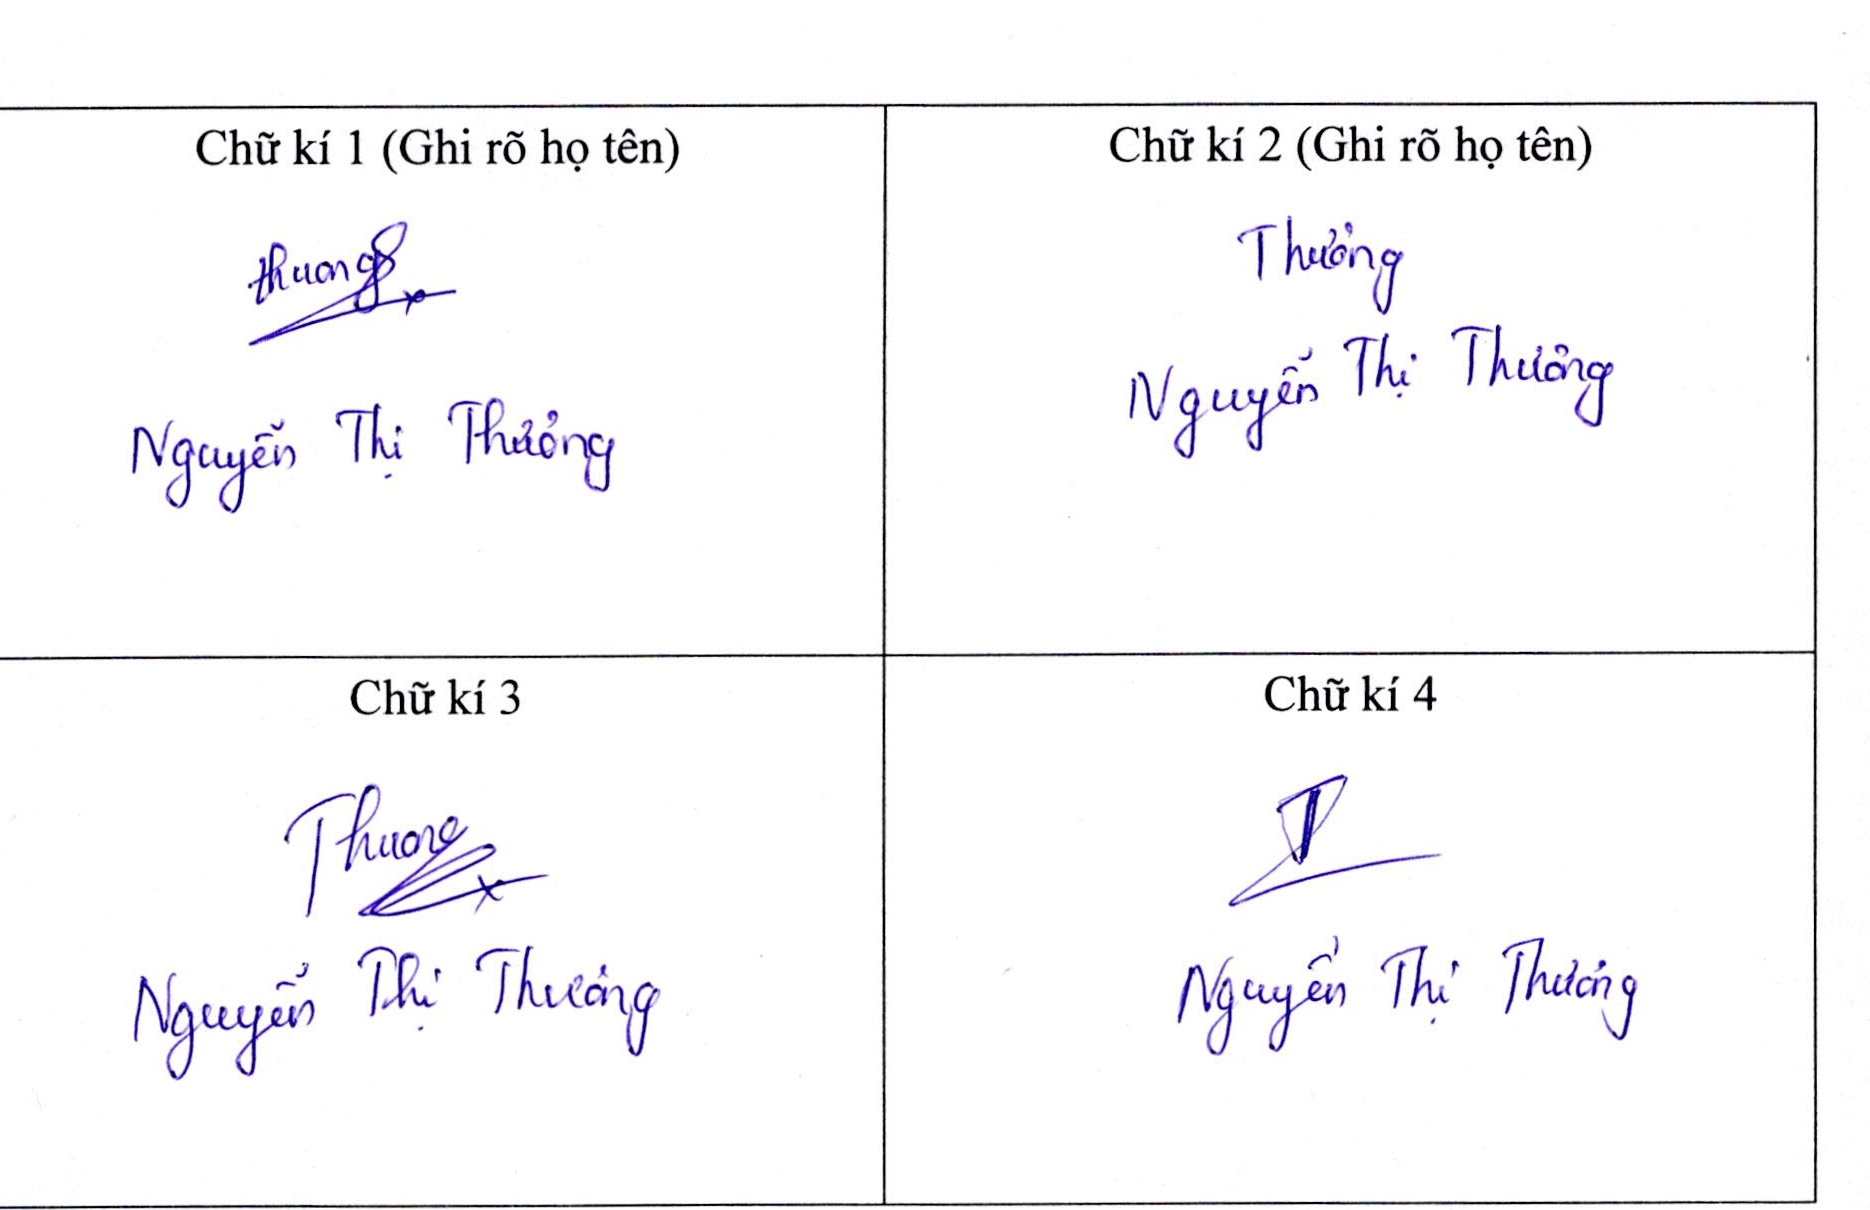 Chữ kí 1 (Ghi rõ họ tên)
thuong
Nguyễn Thị Thưởng
Chữ kí 2 (Ghi rõ họ tên)
Thưởng
Nguyễn Thị Thưởng
Chữ kí 3
Thuong
Nguyễn Thị Thưởng
Chữ kí 4
T
Nguyễn Thị Thưởng